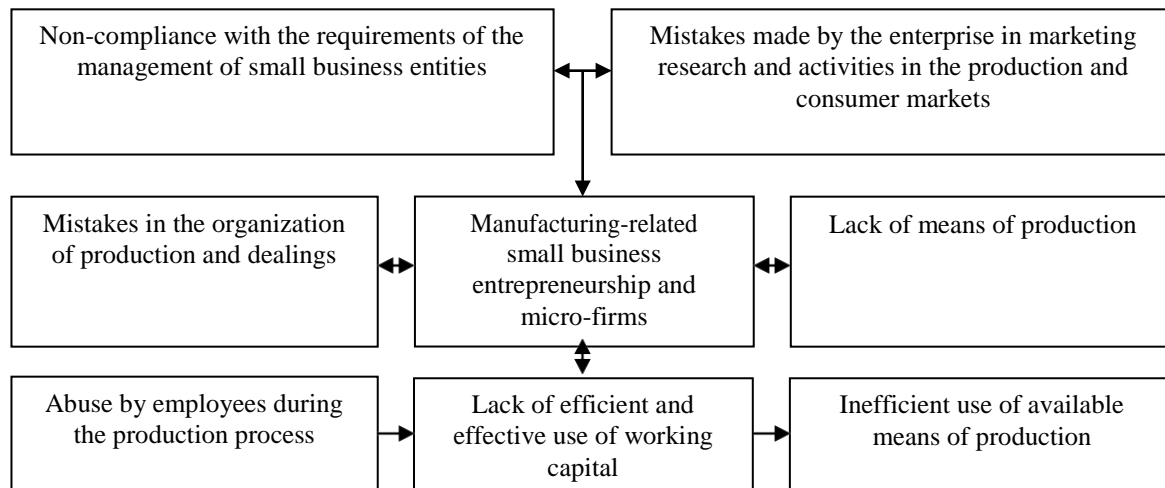 Non-compliance with the requirements of the
management of small business entities
Mistakes made by the enterprise in marketing
research and activities in the production and
consumer markets
Mistakes in the organization
of production and dealings
Manufacturing-related
small business
entrepreneurship and
micro-firms
Lack of means of production
Abuse by employees during
the production process
Lack of efficient and
effective use of working
capital
Inefficient use of available
means of production